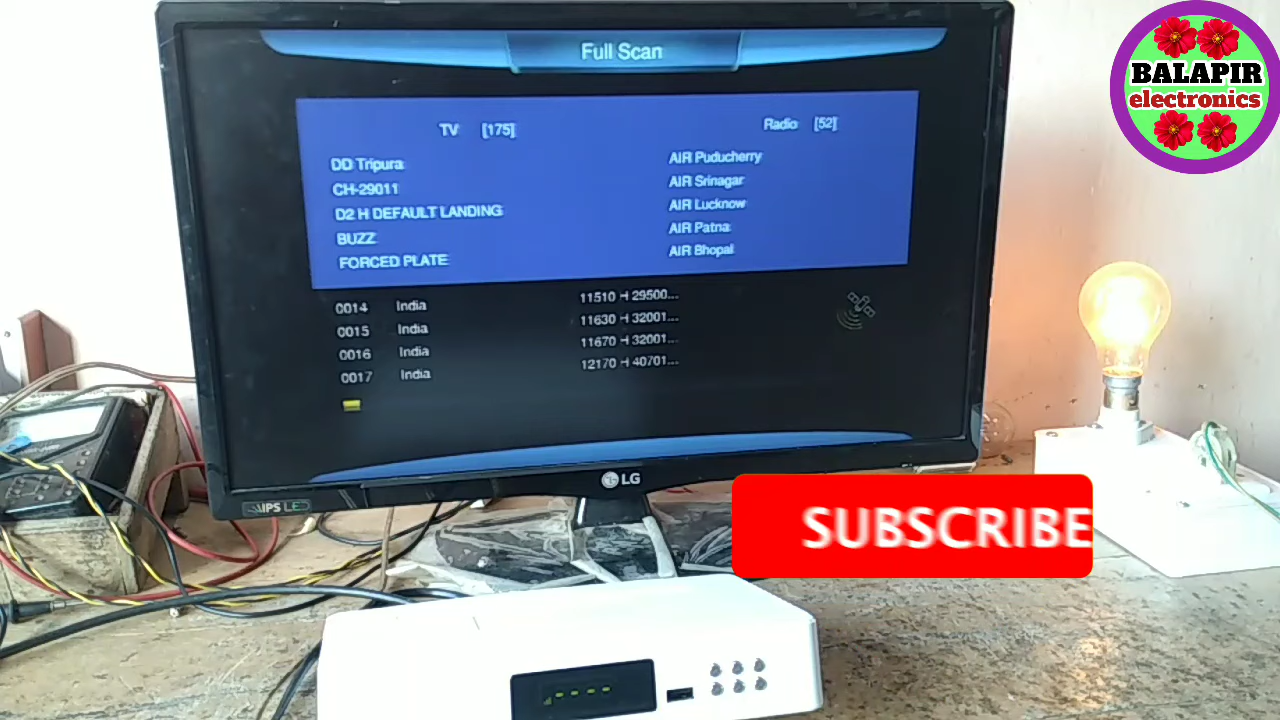 Full Scan
TV [175]
Radio [52]
DD Tripura
CH-29011
D2 H DEFAULT LANDING
BUZZ
FORCED PLATE
AIR Puducherry
AIR Srinagar
AIR Lucknow
AIR Patna
AIR Bhopal
0014 India 11510 H 29500...
0015 India 11630 H 32001...
0016 India 11670 H 32001...
0017 India 12170 H 40701...
LG
IPS LED
BALAPIR
electronics
SUBSCRIBE